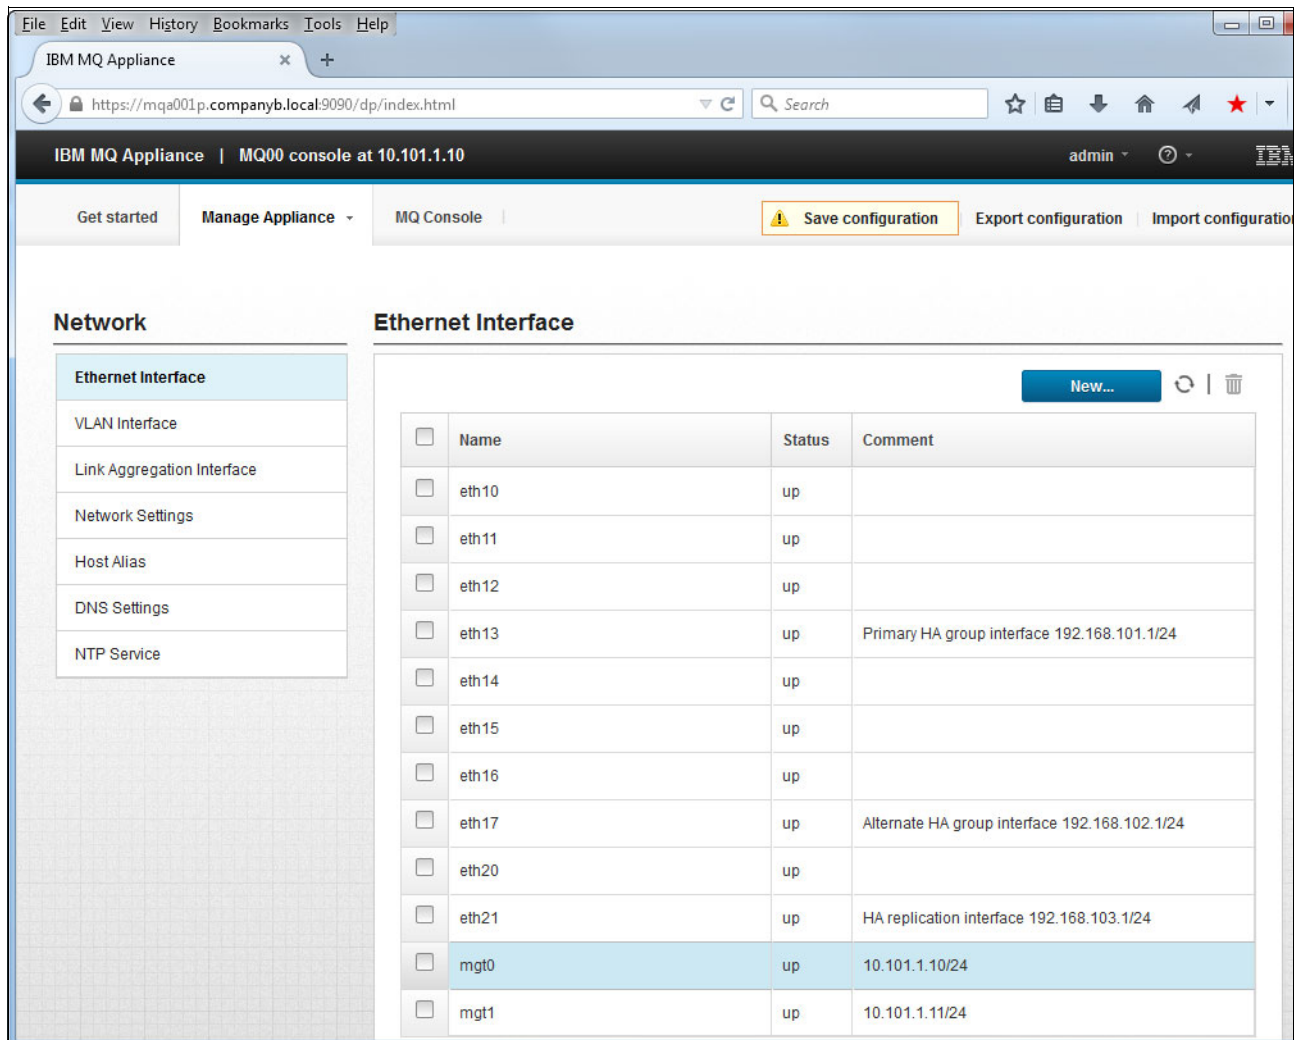 File Edit View History Bookmarks Tools Help
IBM MQ Appliance
https://mqa001p.companyb.local:9090/dp/index.html
Search
IBM MQ Appliance | MQ00 console at 10.101.1.10
admin
IBM
Get started
Manage Appliance
MQ Console
Save configuration
Export configuration
Import configuration
Network
Ethernet Interface
VLAN Interface
Link Aggregation Interface
Network Settings
Host Alias
DNS Settings
NTP Service
Ethernet Interface
New...
Name Status Comment
eth10 up
eth11 up
eth12 up
eth13 up Primary HA group interface 192.168.101.1/24
eth14 up
eth15 up
eth16 up
eth17 up Alternate HA group interface 192.168.102.1/24
eth20 up
eth21 up HA replication interface 192.168.103.1/24
mgt0 up 10.101.1.10/24
mgt1 up 10.101.1.11/24